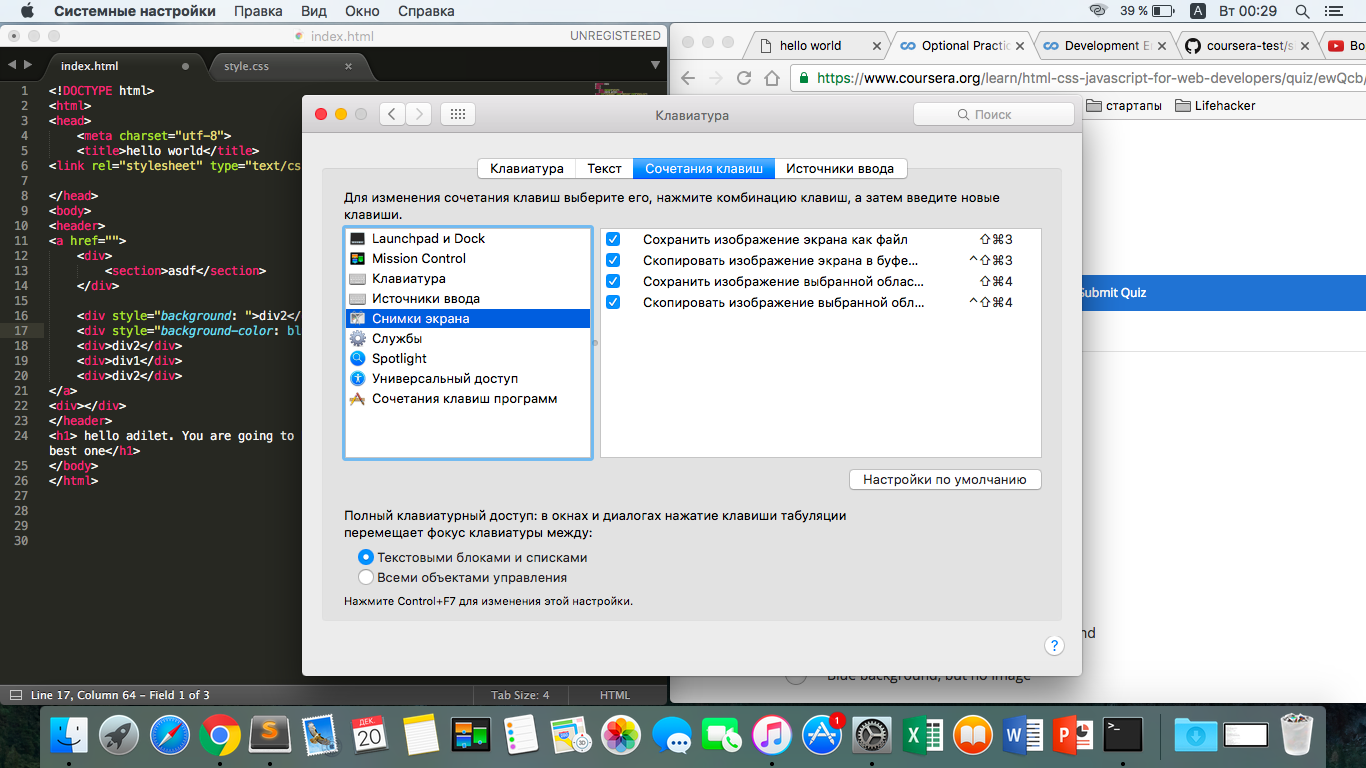 Системные настройки Правка Вид Окно Справка 39 % A Вт 00:29
index.html UNREGISTERED
index.html style.css
1 <!DOCTYPE html>
2 <html>
3 <head>
4 <meta charset="utf-8">
5 <title>hello world</title>
6 <link rel="stylesheet" type="text/cs
7
8 </head>
9 <body>
10 <header>
11 <a href="">
12 <div>
13 <section>asdf</section>
14 </div>
15
16 <div style="background: ">div2</
17 <div style="background-color: bl
18 <div>div2</div>
19 <div>div1</div>
20 <div>div2</div>
21 </a>
22 <div></div>
23 </header>
24 <h1> hello adilet. You are going to
best one</h1>
25 </body>
26 </html>
27
28
29
30
Line 17, Column 64 – Field 1 of 3 Tab Size: 4 HTML
hello world Optional Practic Development E coursera-test/s Bo
https://www.coursera.org/learn/html-css-javascript-for-web-developers/quiz/ewQcb/
стартапы Lifehacker
Submit Quiz
nd
Blue background, but no image
Клавиатура
Поиск
Клавиатура Текст Сочетания клавиш Источники ввода
Для изменения сочетания клавиш выберите его, нажмите комбинацию клавиш, а затем введите новые
клавиши.
Launchpad и Dock
Mission Control
Клавиатура
Источники ввода
Снимки экрана
Службы
Spotlight
Универсальный доступ
Сочетания клавиш программ
Сохранить изображение экрана как файл ⇧⌘3
Скопировать изображение экрана в буфе... ^⇧⌘3
Сохранить изображение выбранной облас... ⇧⌘4
Скопировать изображение выбранной обл... ^⇧⌘4
Настройки по умолчанию
Полный клавиатурный доступ: в окнах и диалогах нажатие клавиши табуляции
перемещает фокус клавиатуры между:
Текстовыми блоками и списками
Всеми объектами управления
Нажмите Control+F7 для изменения этой настройки.
?
ДЕК.
20
1